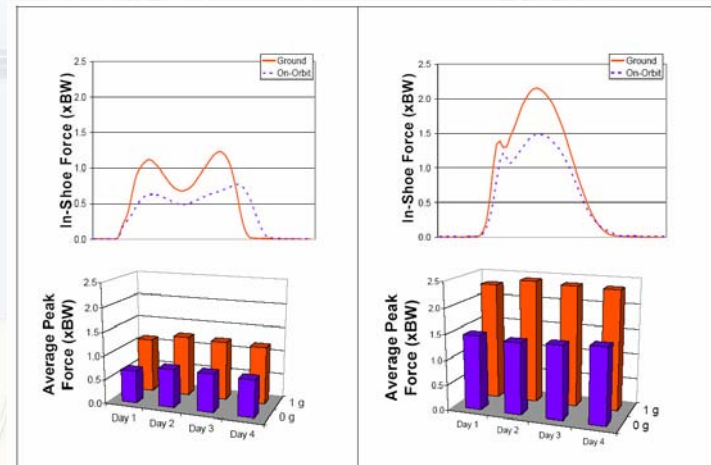 Ground
On-Orbit
In-Shoe Force (xBW)
2.5
2.0
1.5
1.0
0.5
0.0
Ground
On-Orbit
In-Shoe Force (xBW)
2.5
2.0
1.5
1.0
0.5
0.0
Average Peak
Force (xBW)
2.5
2.0
1.5
1.0
0.5
0.0
Day 1
Day 2
Day 3
Day 4
1 g
0 g
Average Peak
Force (xBW)
2.5
2.0
1.5
1.0
0.5
0.0
Day 1
Day 2
Day 3
Day 4
1 g
0 g